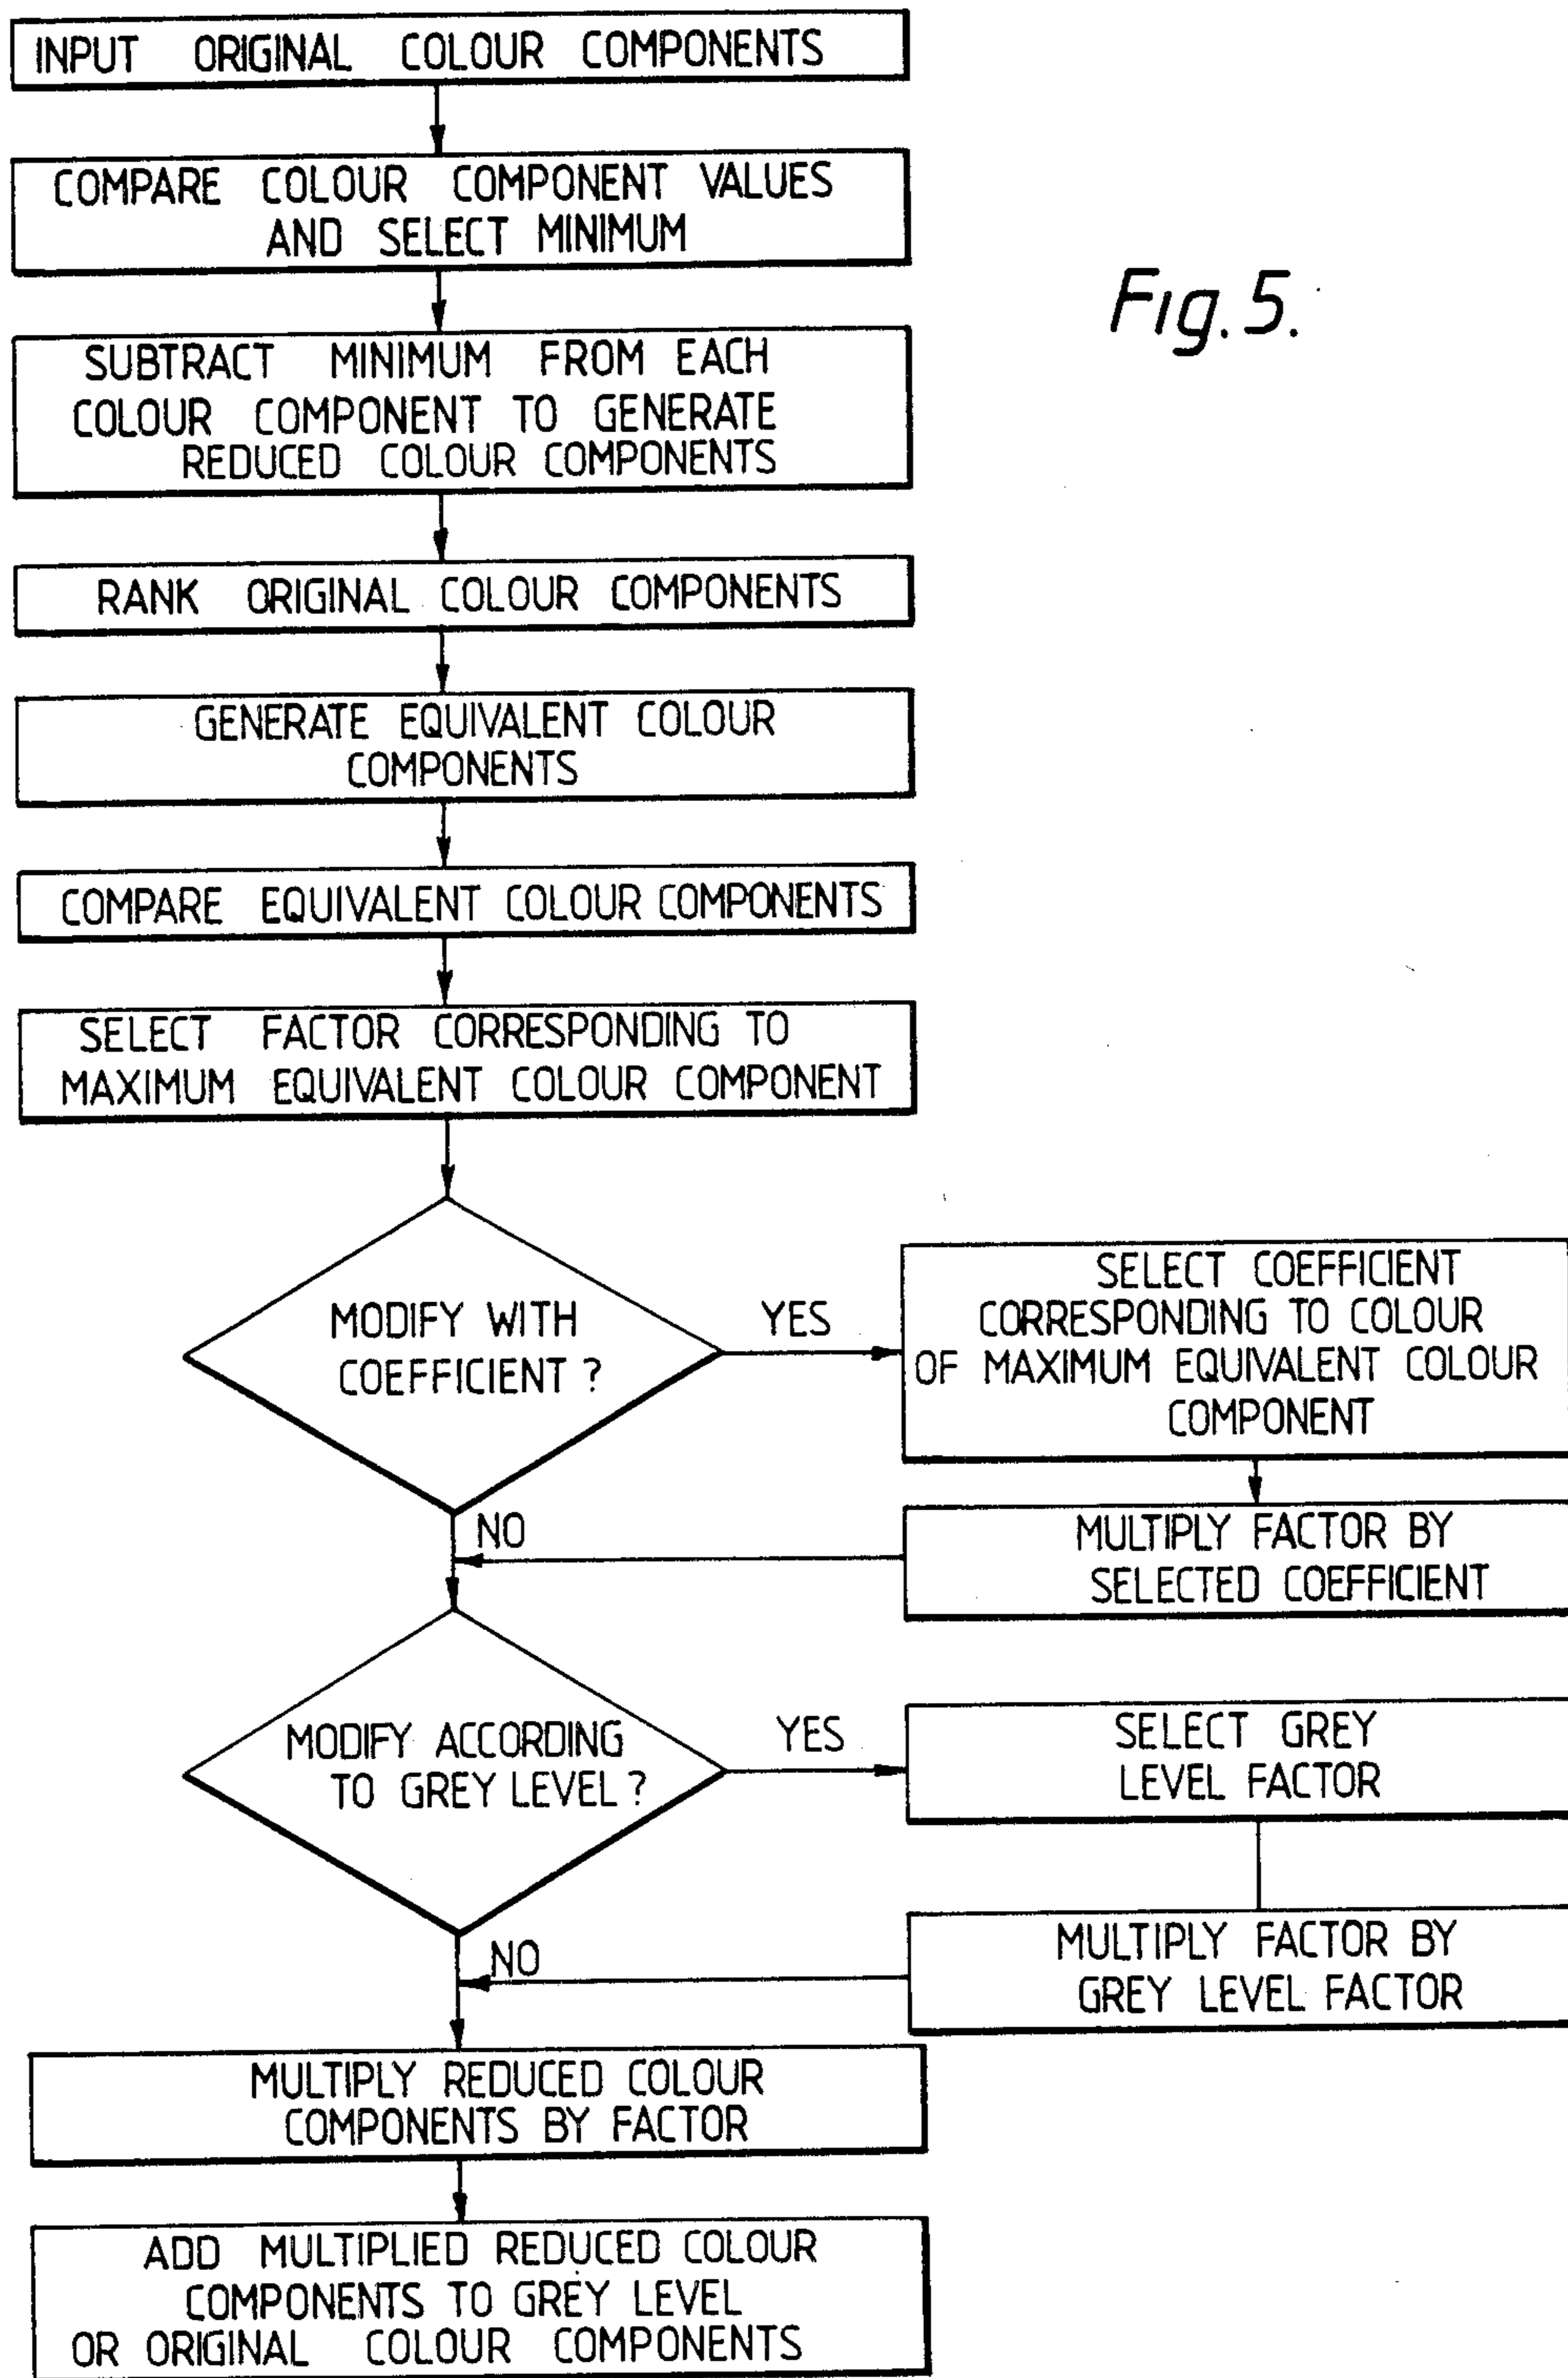 INPUT ORIGINAL COLOUR COMPONENTS
COMPARE COLOUR COMPONENT VALUES
AND SELECT MINIMUM
Fig. 5.
SUBTRACT MINIMUM FROM EACH
COLOUR COMPONENT TO GENERATE
REDUCED COLOUR COMPONENTS
RANK ORIGINAL COLOUR COMPONENTS
GENERATE EQUIVALENT COLOUR
COMPONENTS
COMPARE EQUIVALENT COLOUR COMPONENTS
SELECT FACTOR CORRESPONDING TO
MAXIMUM EQUIVALENT COLOUR COMPONENT
MODIFY WITH
COEFFICIENT ?
YES
SELECT COEFFICIENT
CORRESPONDING TO COLOUR
OF MAXIMUM EQUIVALENT COLOUR
COMPONENT
NO
MULTIPLY FACTOR BY
SELECTED COEFFICIENT
MODIFY ACCORDING
TO GREY LEVEL ?
YES
SELECT GREY
LEVEL FACTOR
NO
MULTIPLY FACTOR BY
GREY LEVEL FACTOR
MULTIPLY REDUCED COLOUR
COMPONENTS BY FACTOR
ADD MULTIPLIED REDUCED COLOUR
COMPONENTS TO GREY LEVEL
OR ORIGINAL COLOUR COMPONENTS